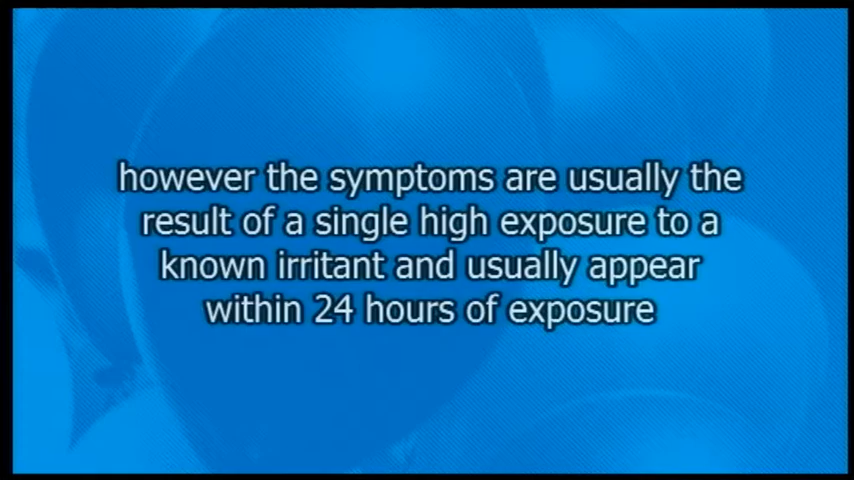 however the symptoms are usually the
result of a single high exposure to a
known irritant and usually appear
within 24 hours of exposure